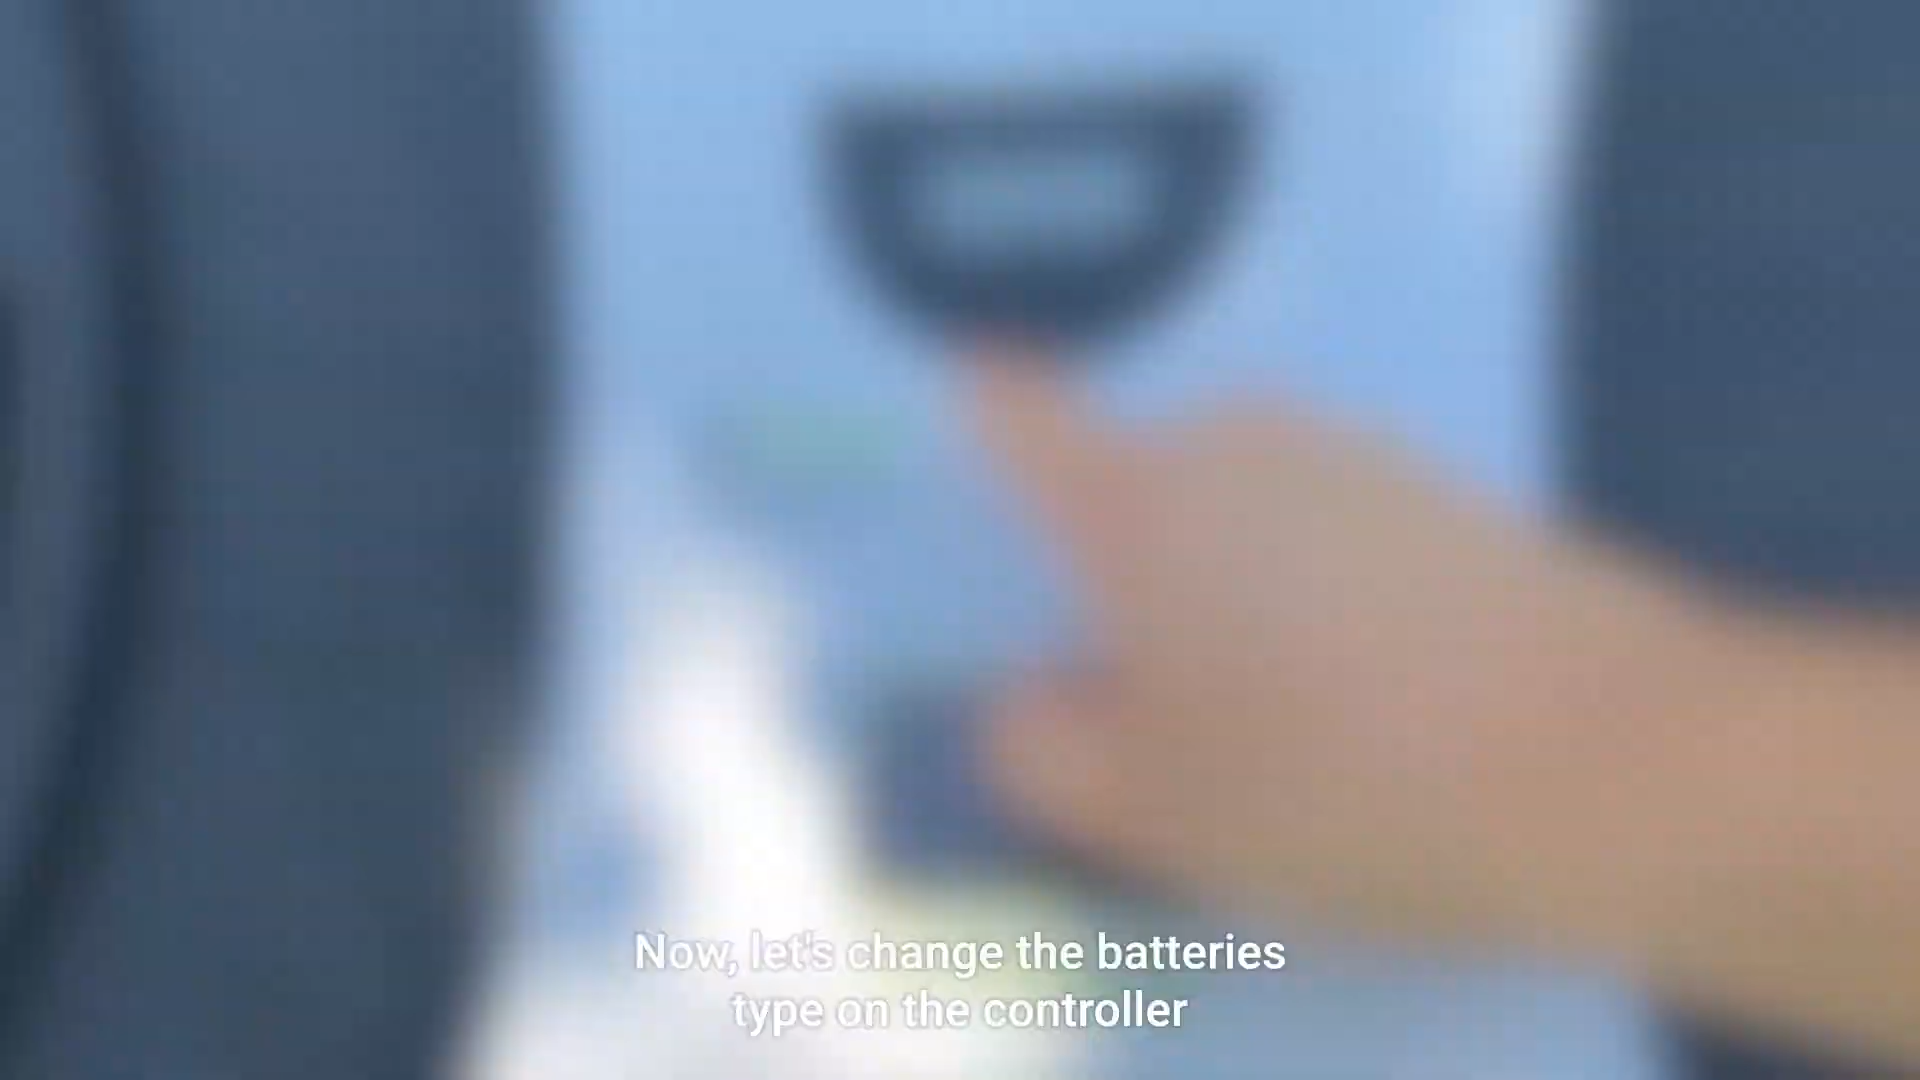 Now, let's change the batteries
type on the controller